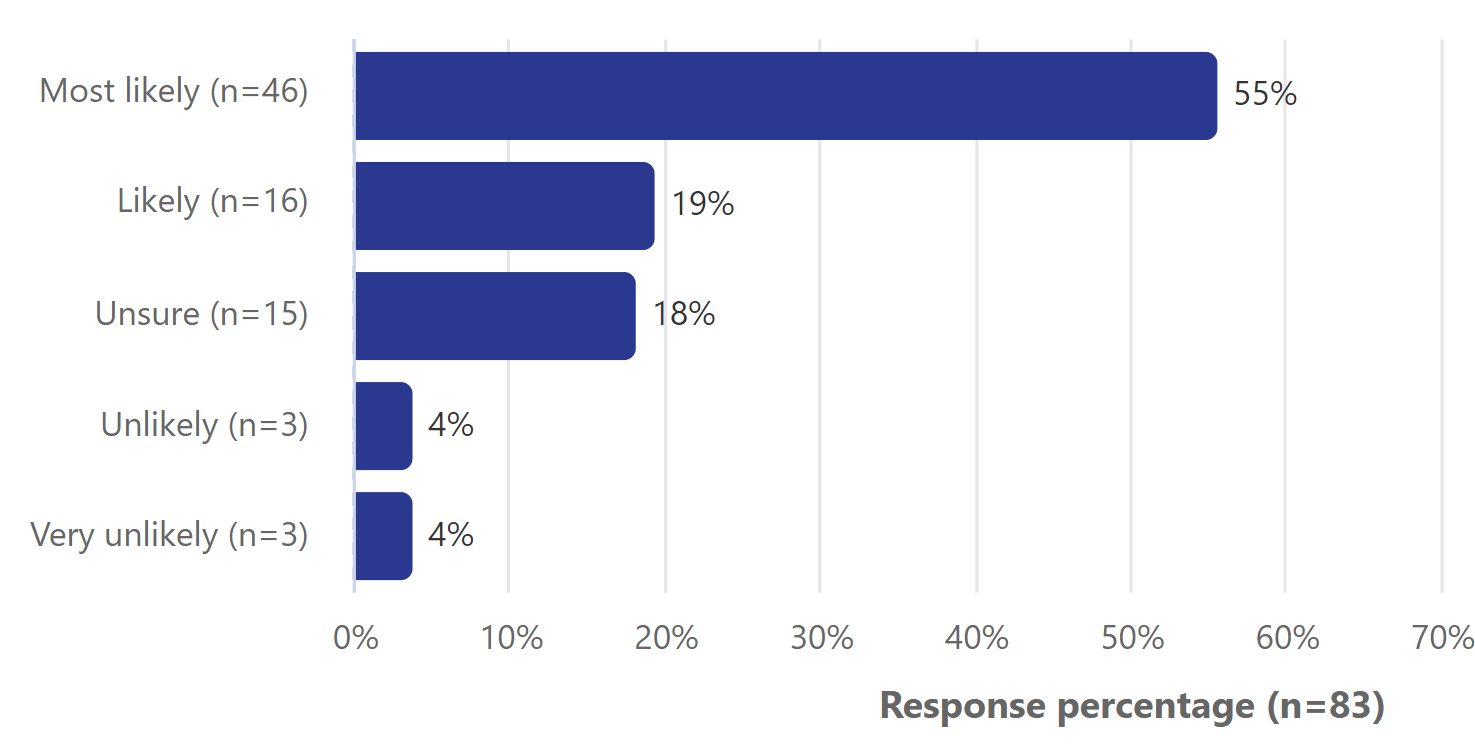 Most likely (n=46)
55%
Likely (n=16)
19%
Unsure (n=15)
18%
Unlikely (n=3)
4%
Very unlikely (n=3)
4%
0% 10% 20% 30% 40% 50% 60% 70%
Response percentage (n=83)